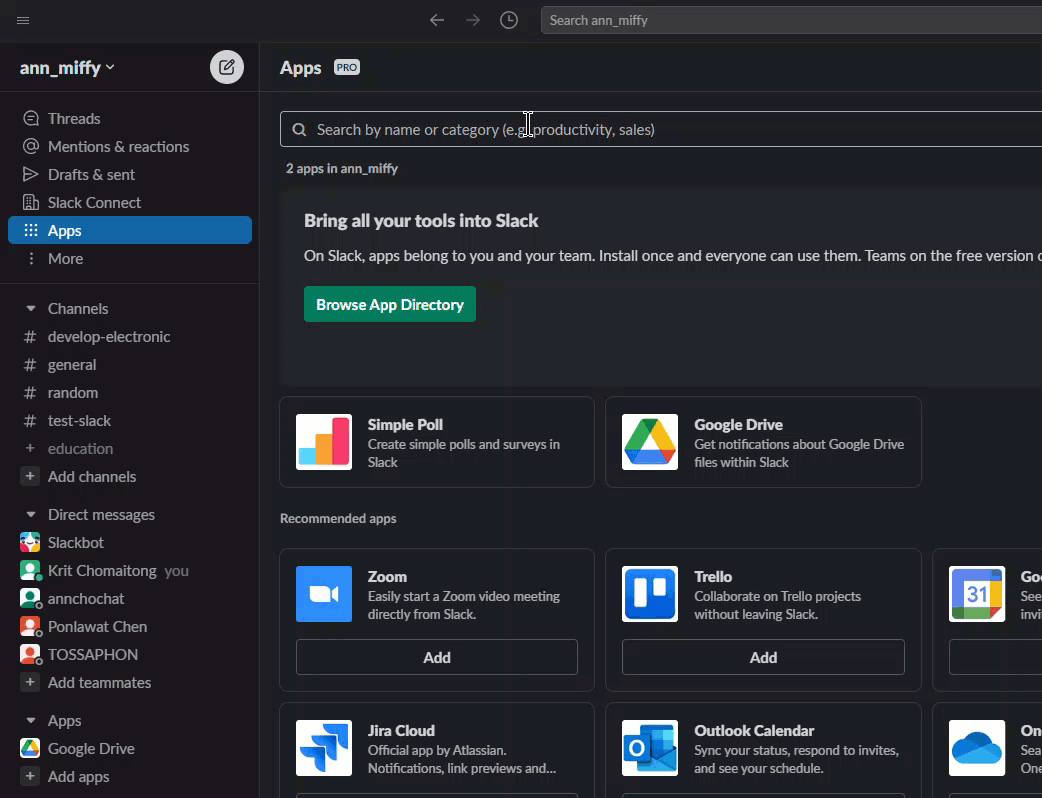 Search ann_miffy
ann_miffy
Threads
Mentions & reactions
Drafts & sent
Slack Connect
Apps
More
Channels
# develop-electronic
# general
# random
# test-slack
+ education
+ Add channels
Direct messages
Slackbot
Krit Chomaitong you
annchochat
Ponlawat Chen
TOSSAPHON
+ Add teammates
Apps
Google Drive
+ Add apps
Apps PRO
Search by name or category (e.g. productivity, sales)
2 apps in ann_miffy
Bring all your tools into Slack
On Slack, apps belong to you and your team. Install once and everyone can use them. Teams on the free version
Browse App Directory
Simple Poll
Create simple polls and surveys in
Slack
Google Drive
Get notifications about Google Drive
files within Slack
Recommended apps
Zoom
Easily start a Zoom video meeting
directly from Slack.
Add
Trello
Collaborate on Trello projects
without leaving Slack.
Add
31
Goo
See
invi
Jira Cloud
Official app by Atlassian.
Notifications, link previews and...
Outlook Calendar
Sync your status, respond to invites,
and see your schedule.
On
Sea
One